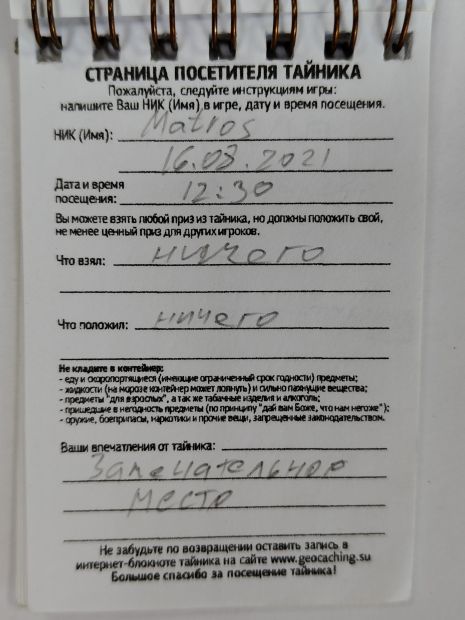 СТРАНИЦА ПОСЕТИТЕЛЯ ТАЙНИКА
Пожалуйста, следуйте инструкциям игры:
напишите Ваш НИК (Имя) в игре, дату и время посещения.
НИК (Имя): Matros
16.08.2021
Дата и время
посещения: 12:30
Вы можете взять любой приз из тайника, но должны положить свой,
не менее ценный приз для других игроков.
Что взял: ничего
Что положил: ничего
Не кладите в контейнер:
- еду и скоропортящиеся (имеющие ограниченный срок годности) предметы;
- жидкости (на морозе контейнер может лопнуть) и сильно пахнущие вещества;
- предметы "для взрослых", а так же табачные изделия и алкоголь;
- пришедшие в негодность предметы (по принципу "дай вам Боже, что нам негоже");
- оружие, боеприпасы, наркотики и прочие вещи, запрещенные законодательством.
Ваши впечатления от тайника:
Замечательное
место
Не забудьте по возвращении оставить запись в
интернет-блокноте тайника на сайте www.geocaching.su
Большое спасибо за посещение тайника!